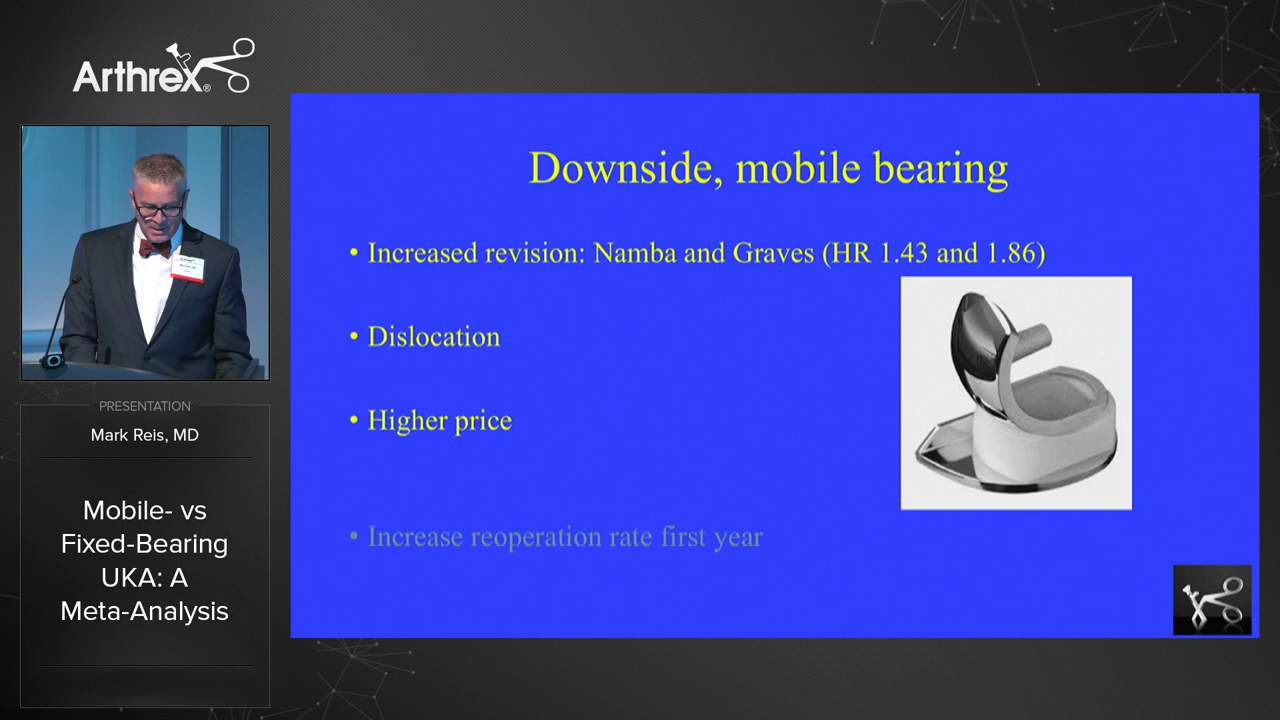 Arthrex®
PRESENTATION
Mark Reis, MD
Mobile- vs
Fixed-Bearing
UKA: A
Meta-Analysis
Downside, mobile bearing
• Increased revision: Namba and Graves (HR 1.43 and 1.86)
• Dislocation
• Higher price
• Increase reoperation rate first year